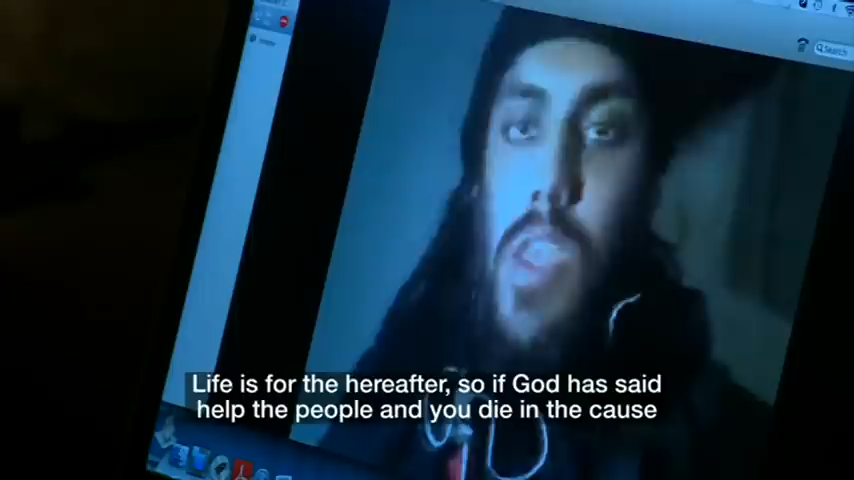 Search
Life is for the hereafter, so if God has said
help the people and you die in the cause